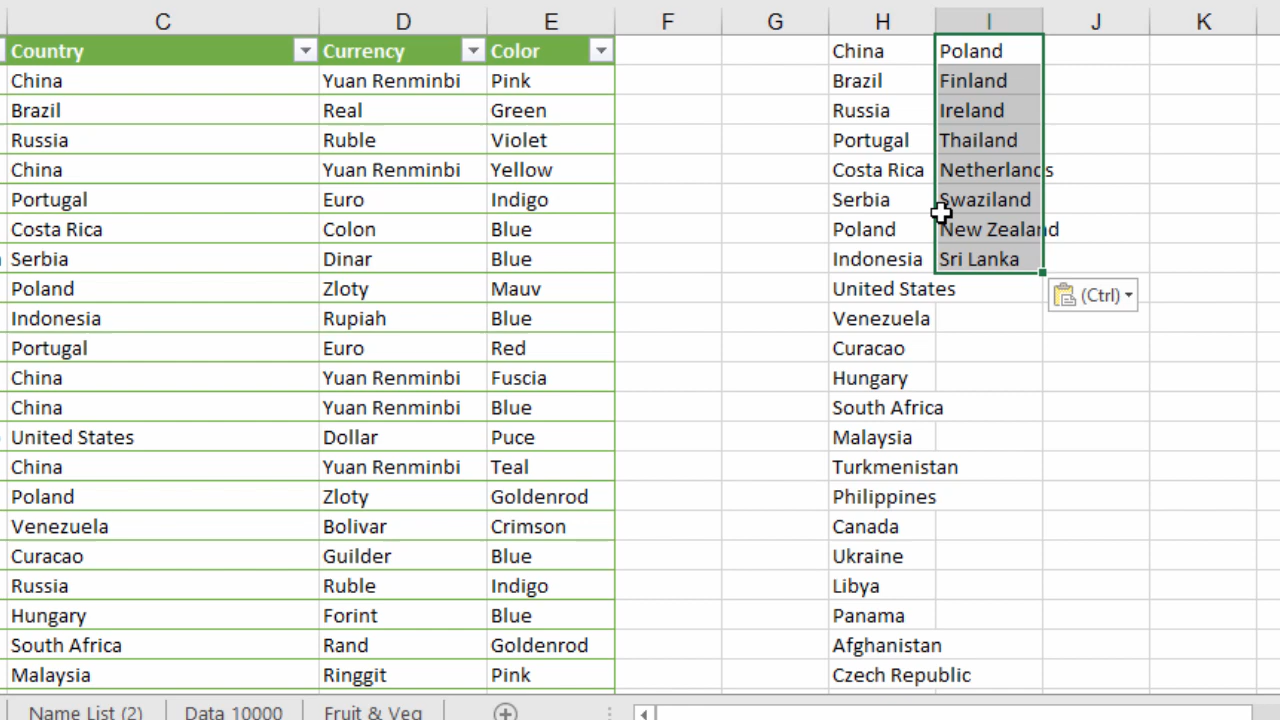 C D E F G H I J K
Country Currency Color China Poland
China Yuan Renminbi Pink Brazil Finland
Brazil Real Green Russia Ireland
Russia Ruble Violet Portugal Thailand
China Yuan Renminbi Yellow Costa Rica Netherlands
Portugal Euro Indigo Serbia Swaziland
Costa Rica Colon Blue Poland New Zealand
Serbia Dinar Blue Indonesia Sri Lanka
Poland Zloty Mauv United States (Ctrl)
Indonesia Rupiah Blue Venezuela
Portugal Euro Red Curacao
China Yuan Renminbi Fuscia Hungary
China Yuan Renminbi Blue South Africa
United States Dollar Puce Malaysia
China Yuan Renminbi Teal Turkmenistan
Poland Zloty Goldenrod Philippines
Venezuela Bolivar Crimson Canada
Curacao Guilder Blue Ukraine
Russia Ruble Indigo Libya
Hungary Forint Blue Panama
South Africa Rand Goldenrod Afghanistan
Malaysia Ringgit Pink Czech Republic
Name List (2) Data 10000 Fruit & Veg